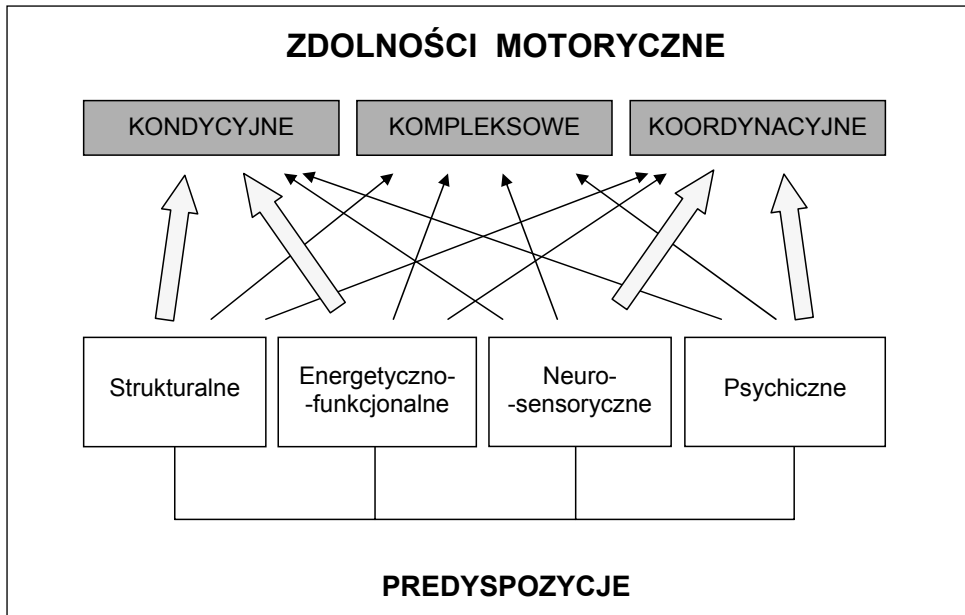 ZDOLNOŚCI MOTORYCZNE
KONDYCYJNE
KOMPLEKSOWE
KOORDYNACYJNE
Strukturalne
Energetyczno-
-funkcjonalne
Neuro-
-sensoryczne
Psychiczne
PREDYSPOZYCJE